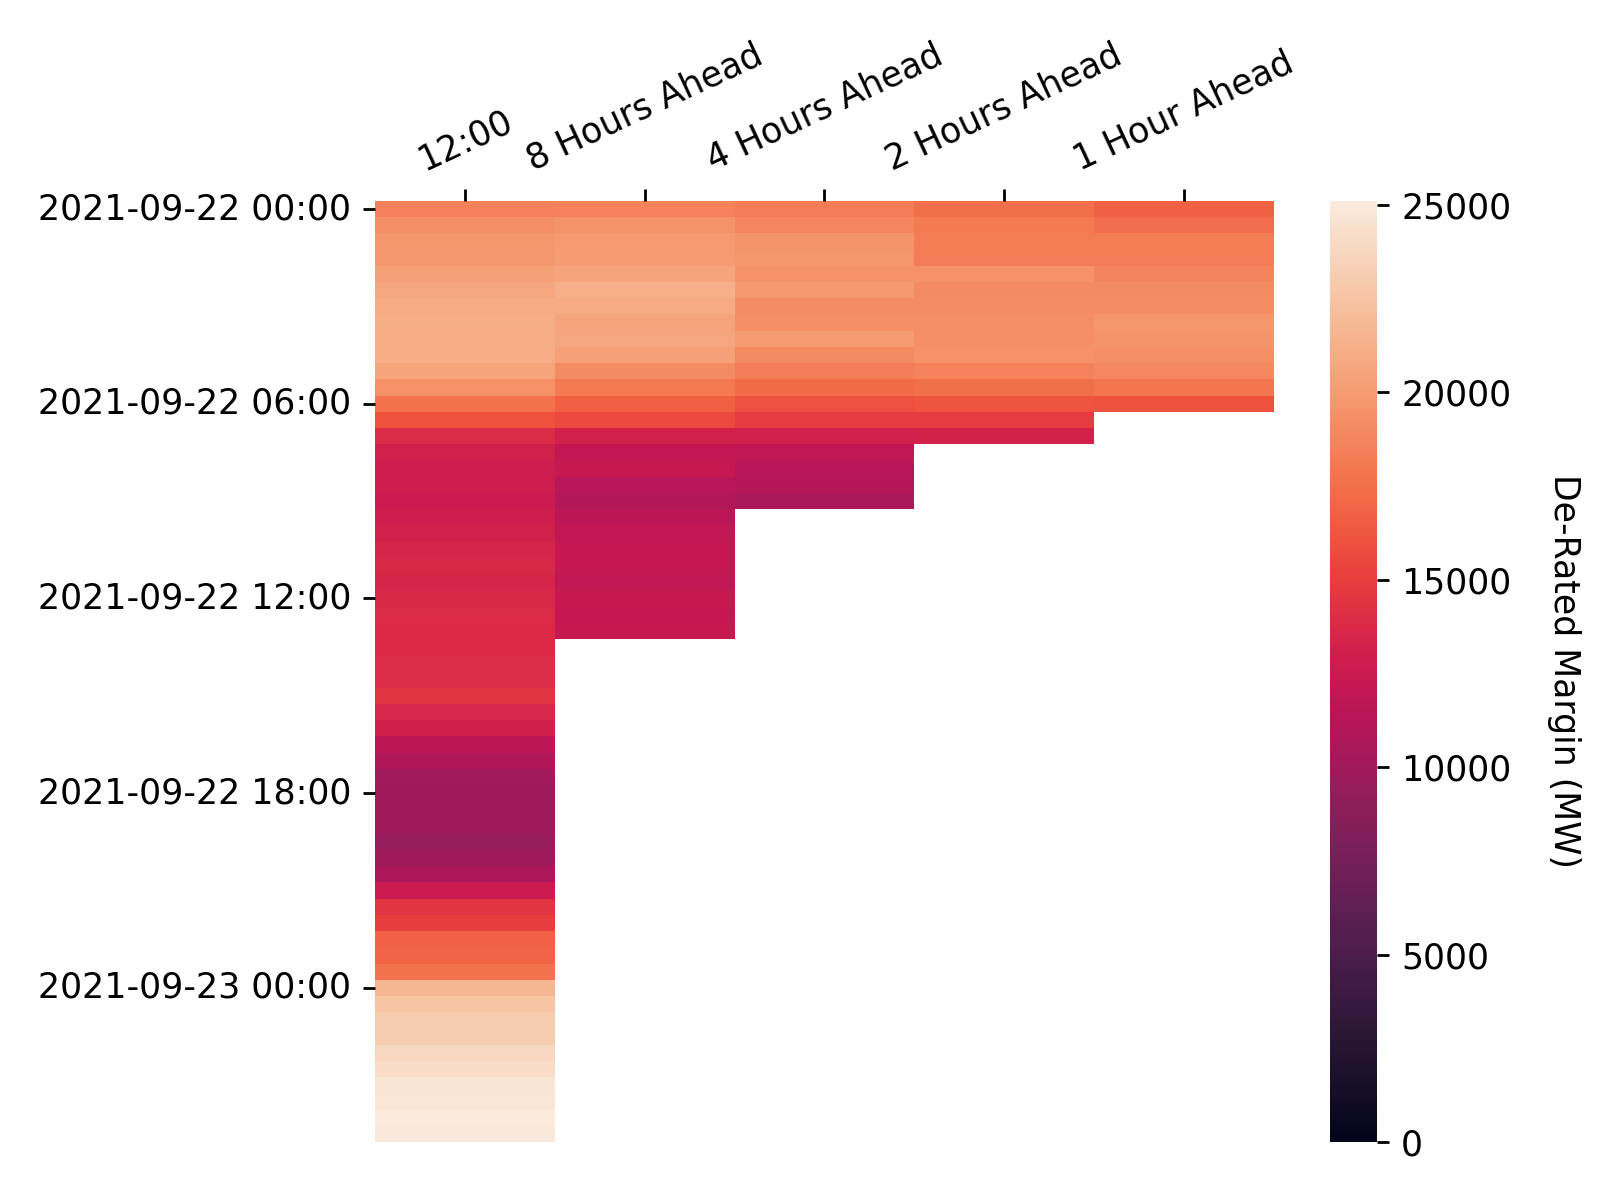 12:00
8 Hours Ahead
4 Hours Ahead
2 Hours Ahead
1 Hour Ahead
2021-09-22 00:00
2021-09-22 06:00
2021-09-22 12:00
2021-09-22 18:00
2021-09-23 00:00
25000
20000
15000
10000
5000
0
De-Rated Margin (MW)